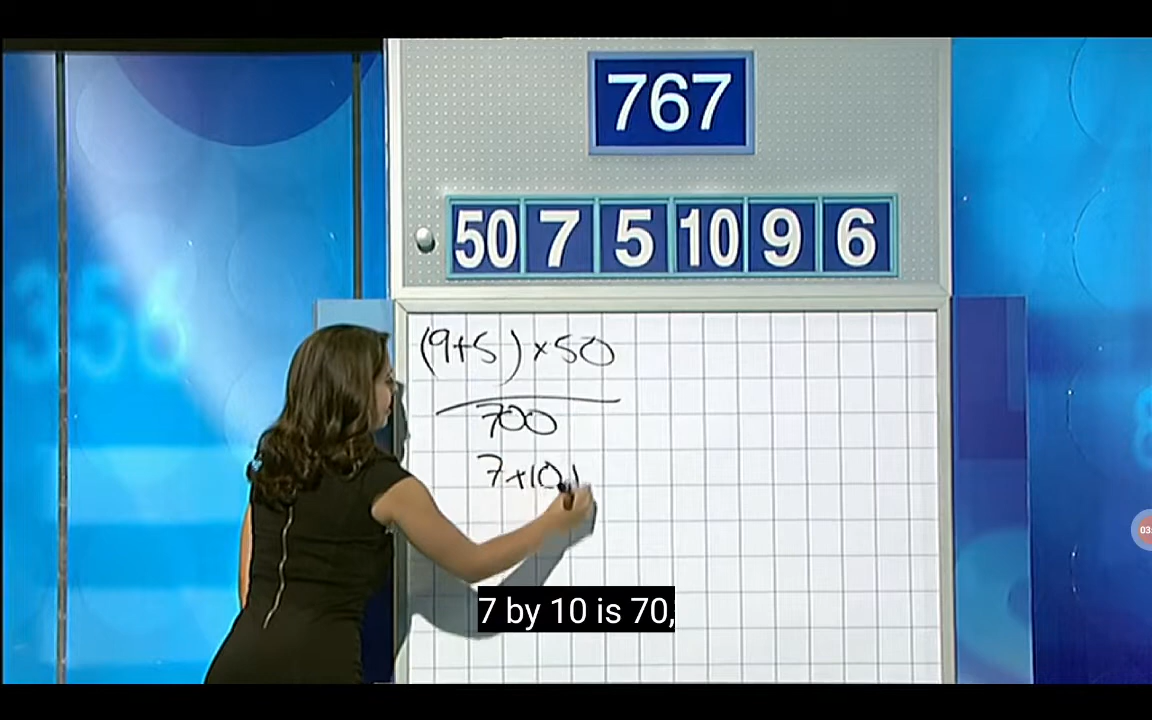 767
50 7 5 10 9 6
(9+5)×50
700
7×10
7 by 10 is 70,